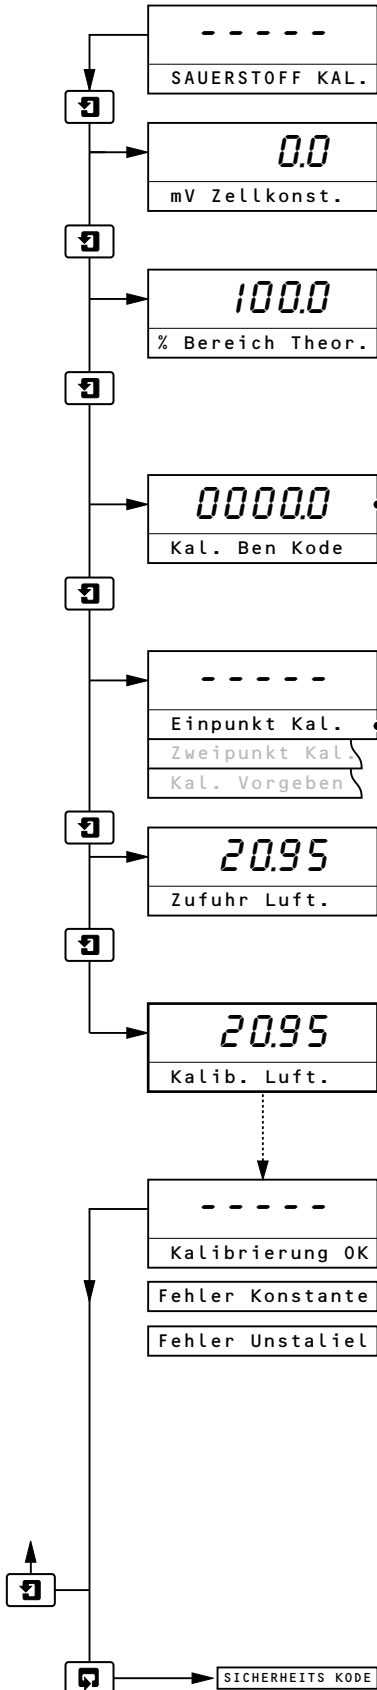 - - - - -
SAUERSTOFF KAL.
0.0
mV Zellkonst.
100.0
% Bereich Theor.
0000.0
Kal. Ben Kode
- - - - -
Einpunkt Kal.
Zweipunkt Kal.
Kal. Vorgeben
20.95
Zufuhr Luft.
20.95
Kalib. Luft.
- - - - -
Kalibrierung OK
Fehler Konstante
Fehler Unstaliel
SICHERHEITS KODE